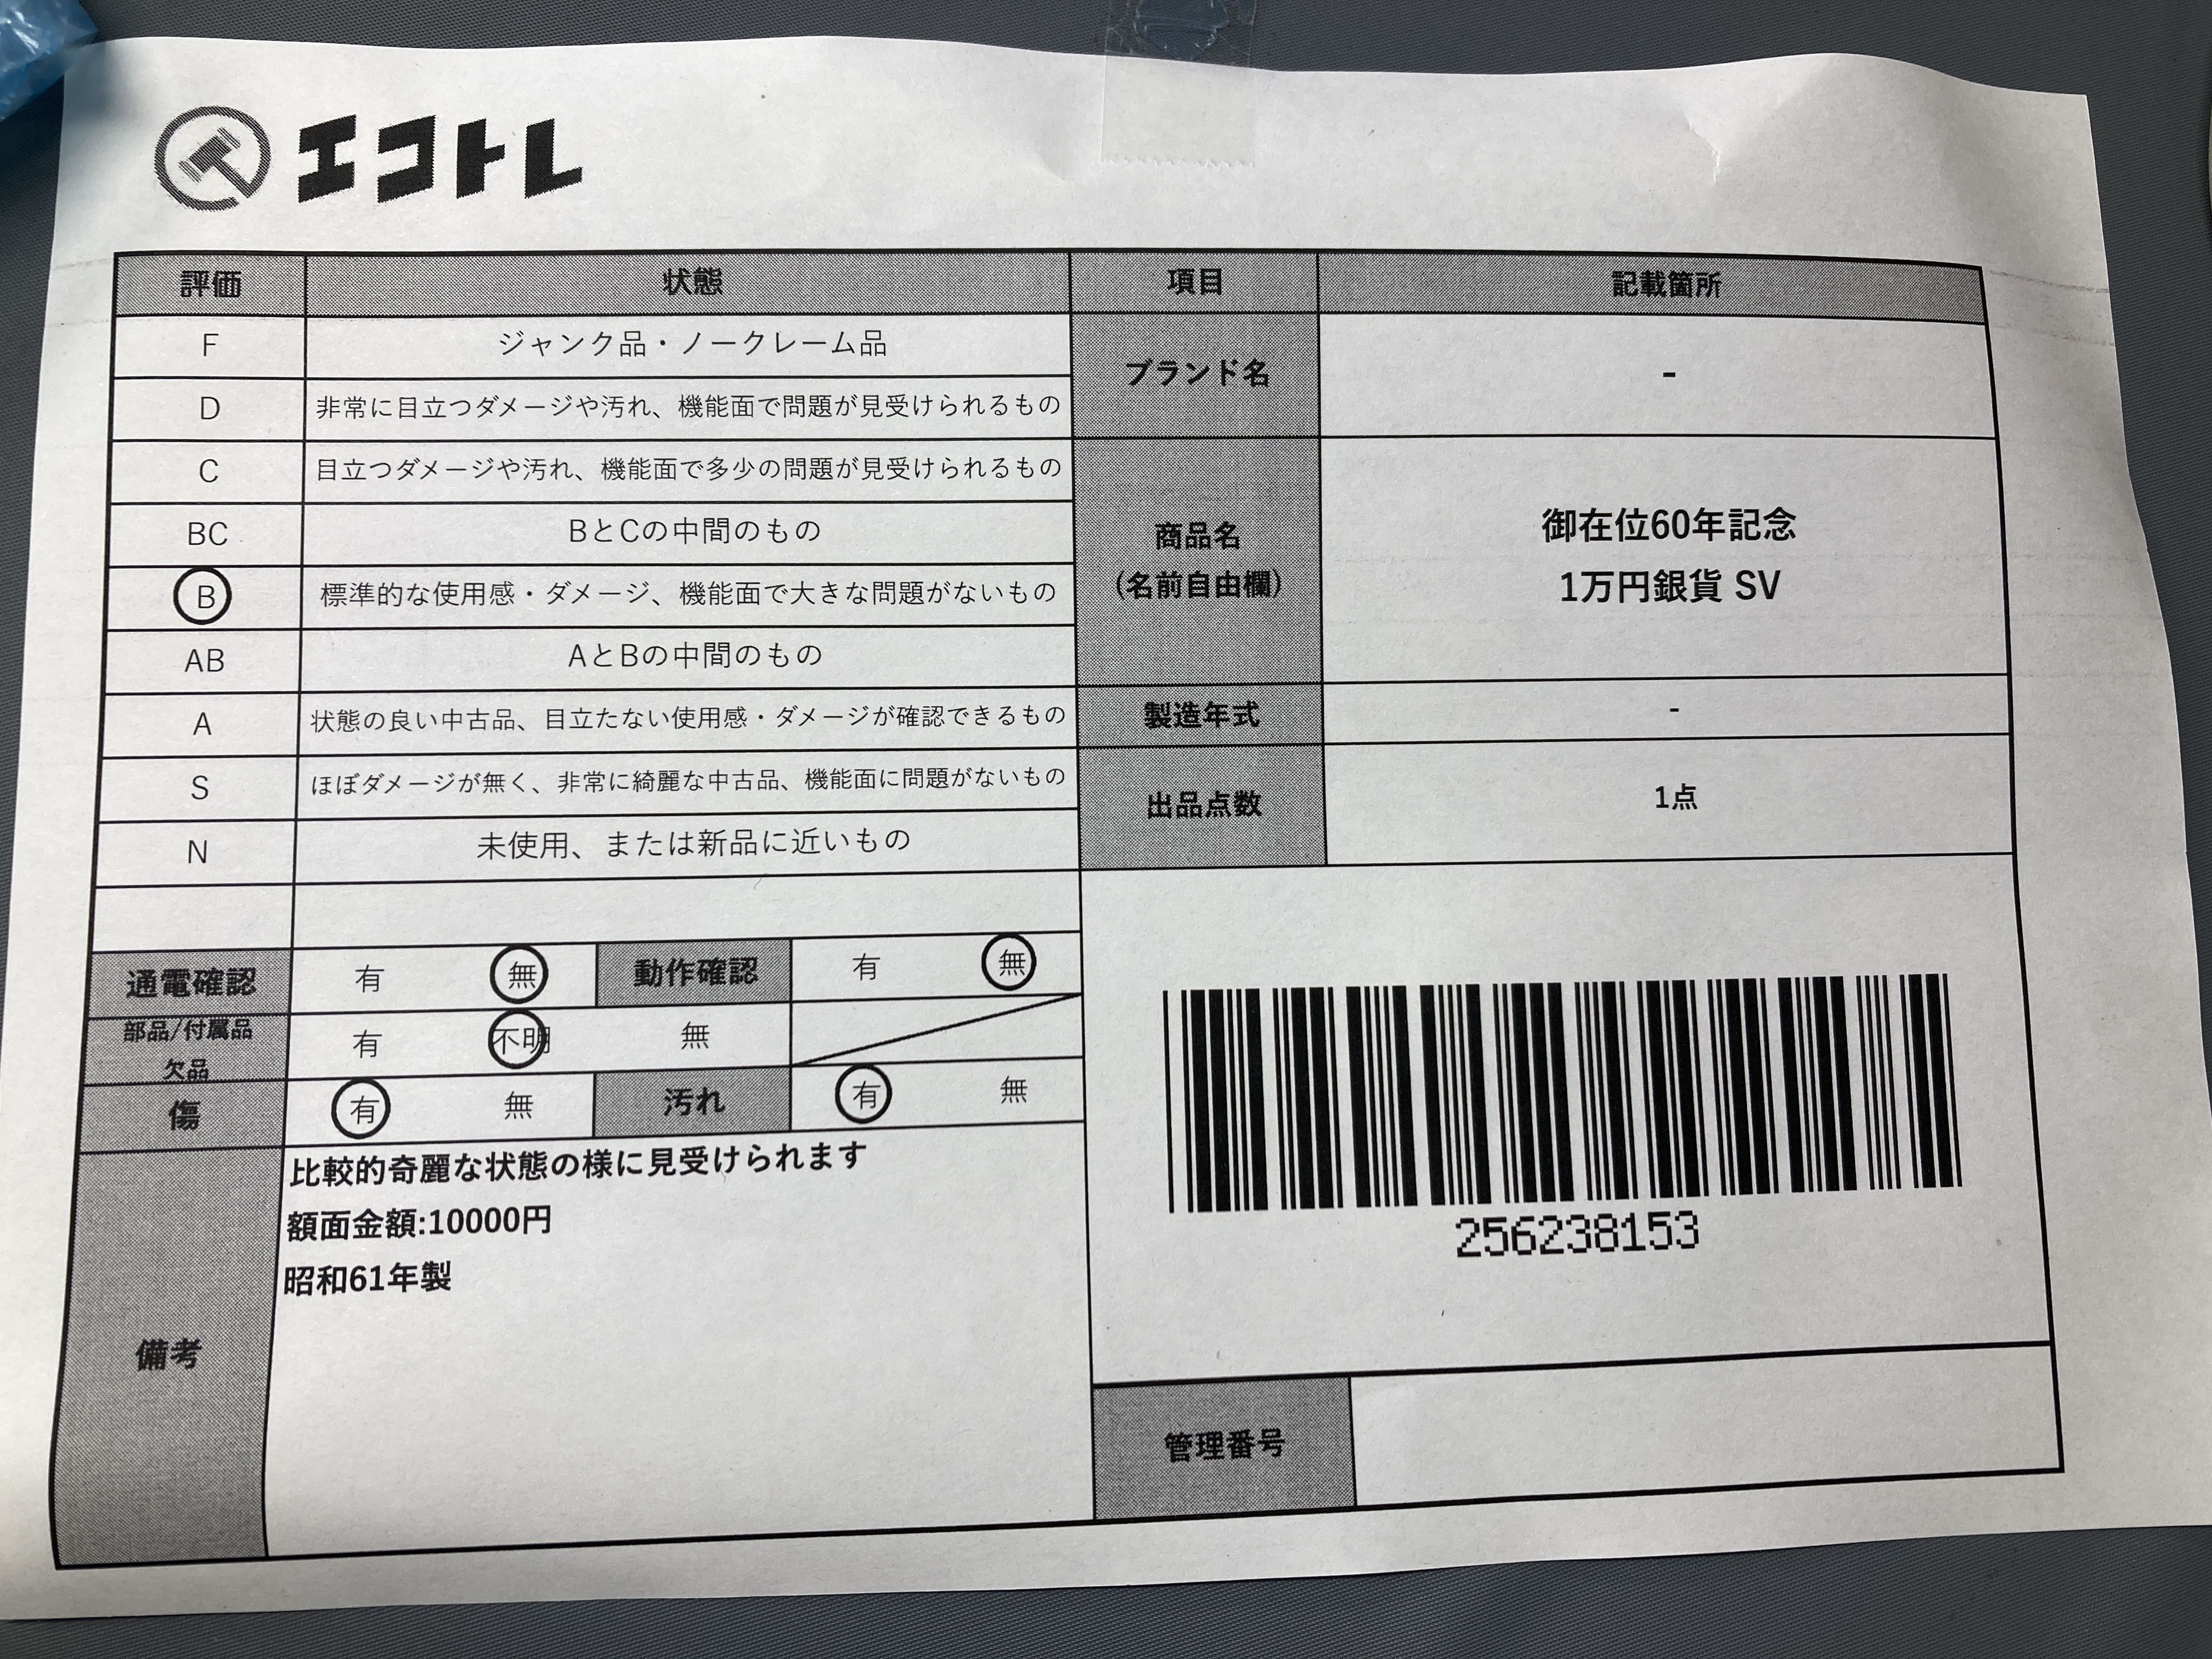 エコトレ
評価 状態 項目 記載箇所
F ジャンク品・ノークレーム品
D 非常に目立つダメージや汚れ、機能面で問題が見受けられるもの
ブランド名 -
C 目立つダメージや汚れ、機能面で多少の問題が見受けられるもの
BC BとCの中間のもの
B 標準的な使用感・ダメージ、機能面で大きな問題がないもの
AB AとBの中間のもの
商品名
(名前自由欄)
御在位60年記念
1万円銀貨 SV
A 状態の良い中古品、目立たない使用感・ダメージが確認できるもの
製造年式 -
S ほぼダメージが無く、非常に綺麗な中古品、機能面に問題がないもの
N 未使用、または新品に近いもの
出品点数 1点
通電確認 有 無 動作確認 有 無
部品/付属品
欠品
有 不明 無
傷 有 無 汚れ 有 無
備考
比較的奇麗な状態の様に見受けられます
額面金額:10000円
昭和61年製
256238153
管理番号